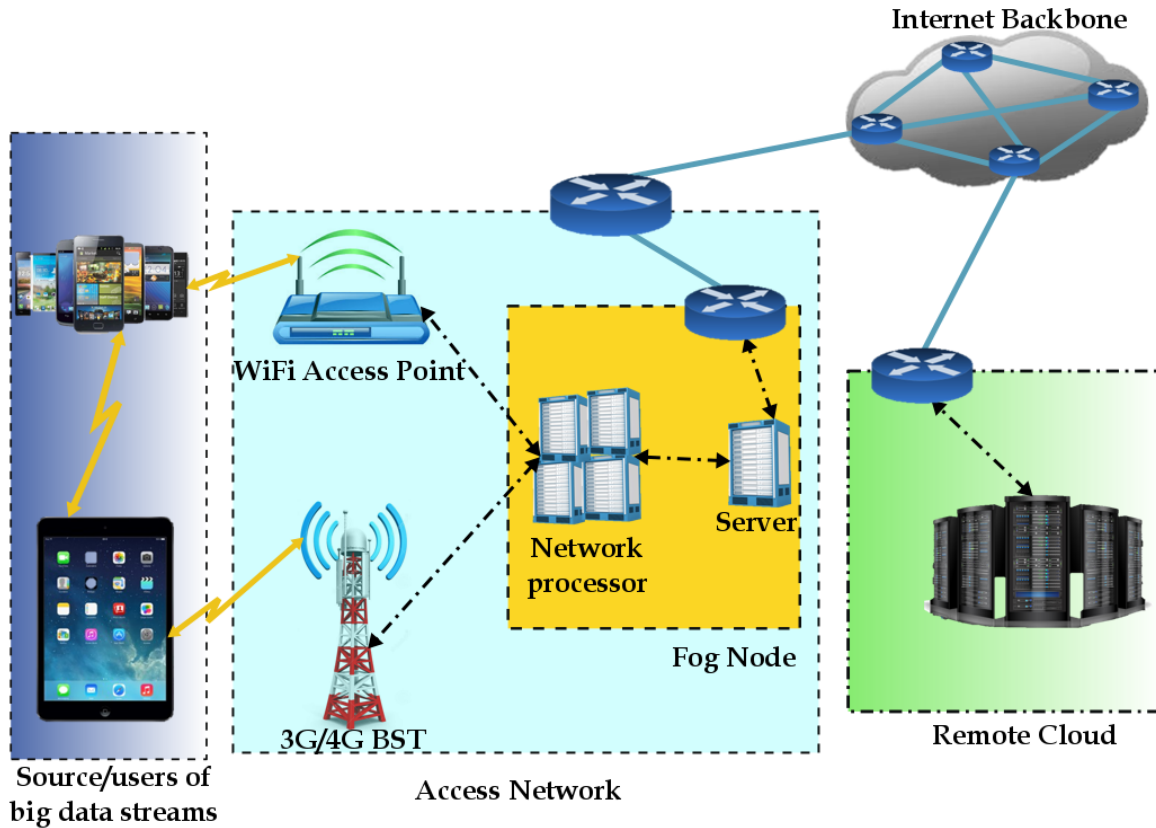 Internet Backbone
WiFi Access Point
Network
processor
Server
Fog Node
3G/4G BST
Remote Cloud
Source/users of
big data streams
Access Network